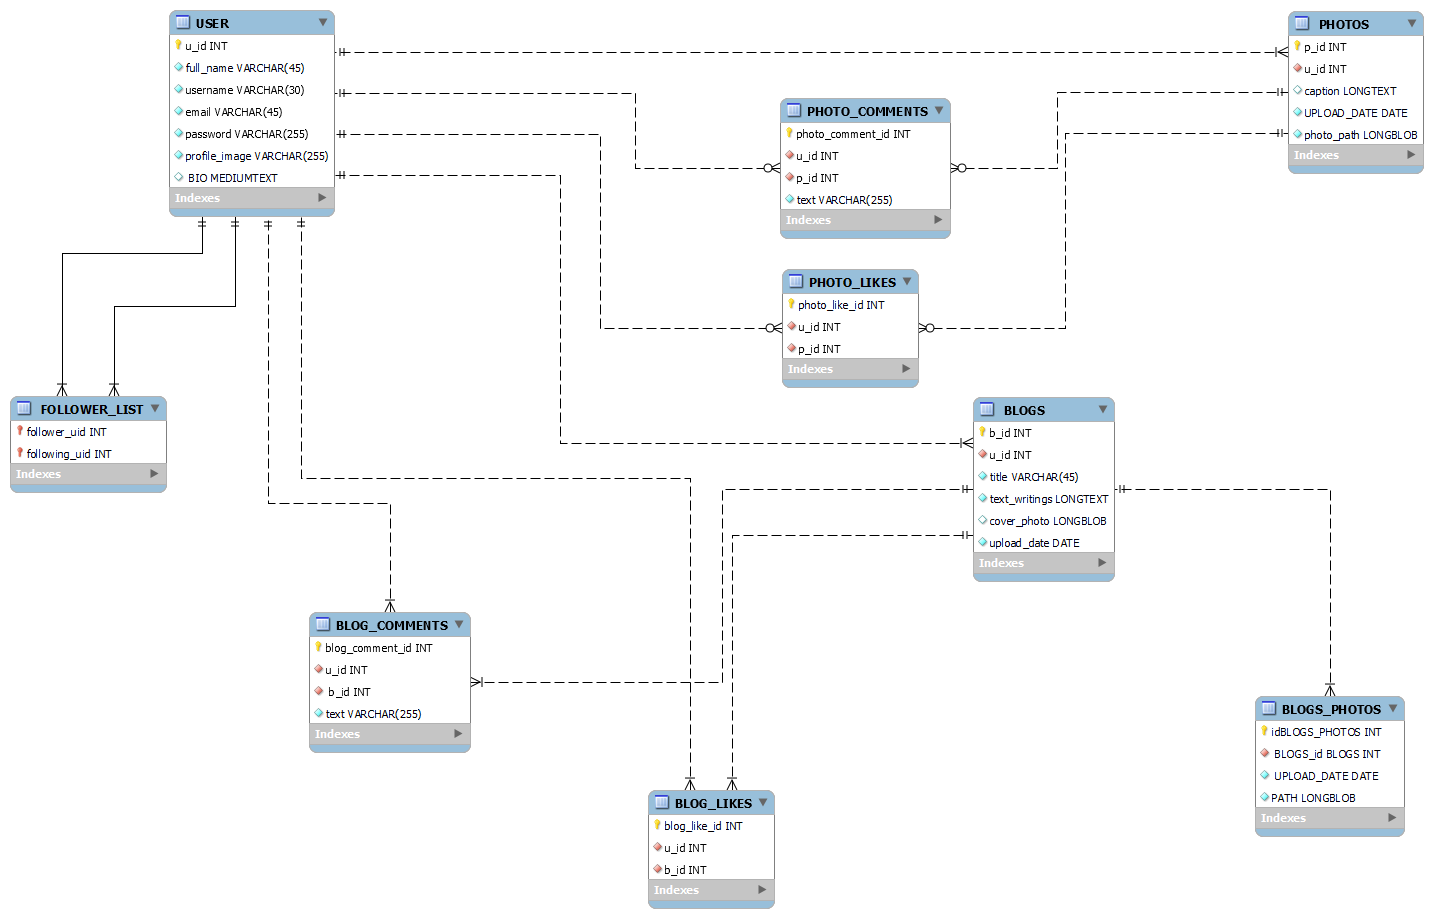 USER
u_id INT
full_name VARCHAR(45)
username VARCHAR(30)
email VARCHAR(45)
password VARCHAR(255)
profile_image VARCHAR(255)
BIO MEDIUMTEXT
Indexes
PHOTOS
p_id INT
u_id INT
caption LONGTEXT
UPLOAD_DATE DATE
photo_path LONGBLOB
Indexes
PHOTO_COMMENTS
photo_comment_id INT
u_id INT
p_id INT
text VARCHAR(255)
Indexes
PHOTO_LIKES
photo_like_id INT
u_id INT
p_id INT
Indexes
FOLLOWER_LIST
follower_uid INT
following_uid INT
Indexes
BLOGS
b_id INT
u_id INT
title VARCHAR(45)
text_writings LONGTEXT
cover_photo LONGBLOB
upload_date DATE
Indexes
BLOG_COMMENTS
blog_comment_id INT
u_id INT
b_id INT
text VARCHAR(255)
Indexes
BLOGS_PHOTOS
idBLOGS_PHOTOS INT
BLOGS_id BLOGS INT
UPLOAD_DATE DATE
PATH LONGBLOB
Indexes
BLOG_LIKES
blog_like_id INT
u_id INT
b_id INT
Indexes